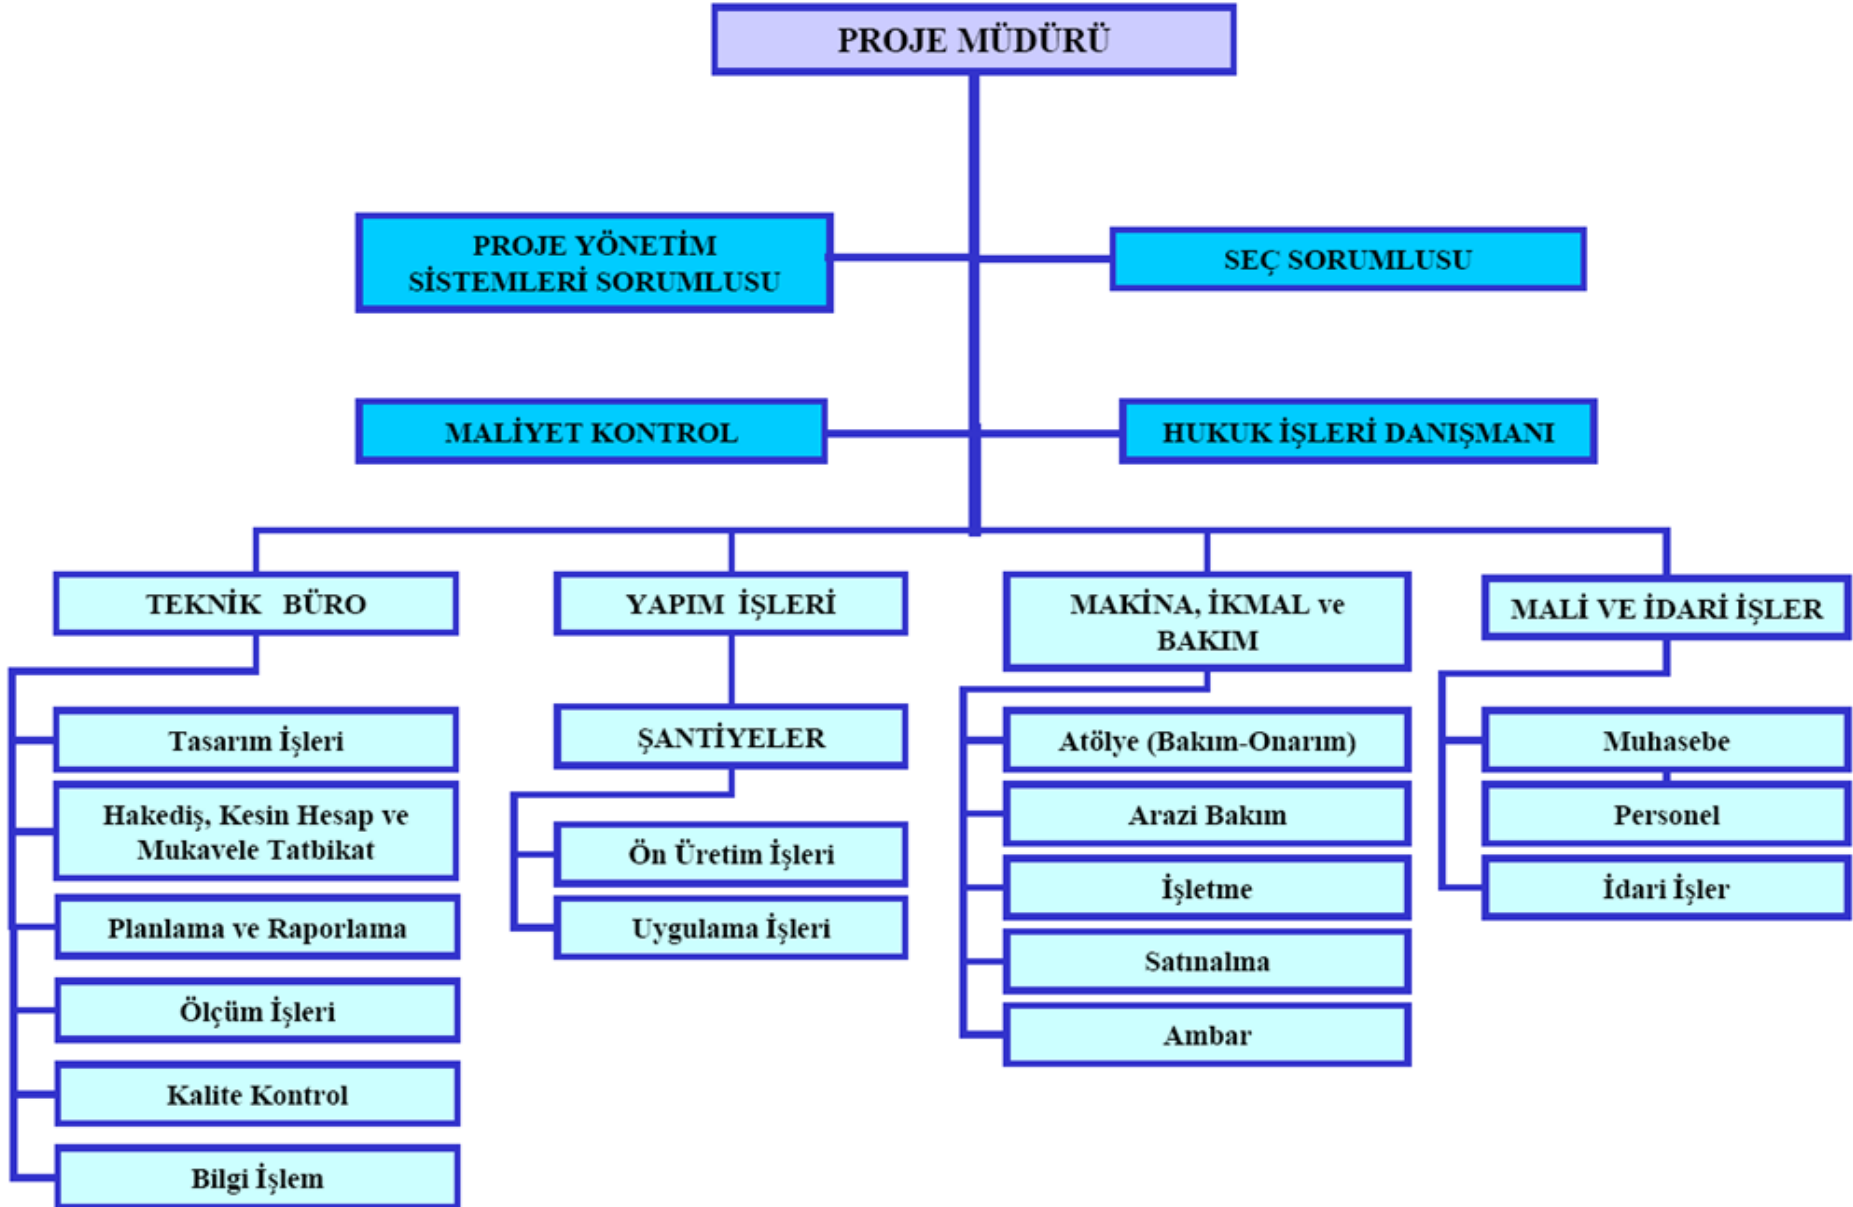 PROJE MÜDÜRÜ
PROJE YÖNETİM
SİSTEMLERİ SORUMLUSU
SEÇ SORUMLUSU
MALİYET KONTROL
HUKUK İŞLERİ DANIŞMANI
TEKNİK BÜRO
Tasarım İşleri
Hakediş, Kesin Hesap ve
Mukavele Tatbikat
Planlama ve Raporlama
Ölçüm İşleri
Kalite Kontrol
Bilgi İşlem
YAPIM İŞLERİ
ŞANTİYELER
Ön Üretim İşleri
Uygulama İşleri
MAKİNA, İKMAL ve
BAKIM
Atölye (Bakım-Onarım)
Arazi Bakım
İşletme
Satınalma
Ambar
MALİ VE İDARİ İŞLER
Muhasebe
Personel
İdari İşler